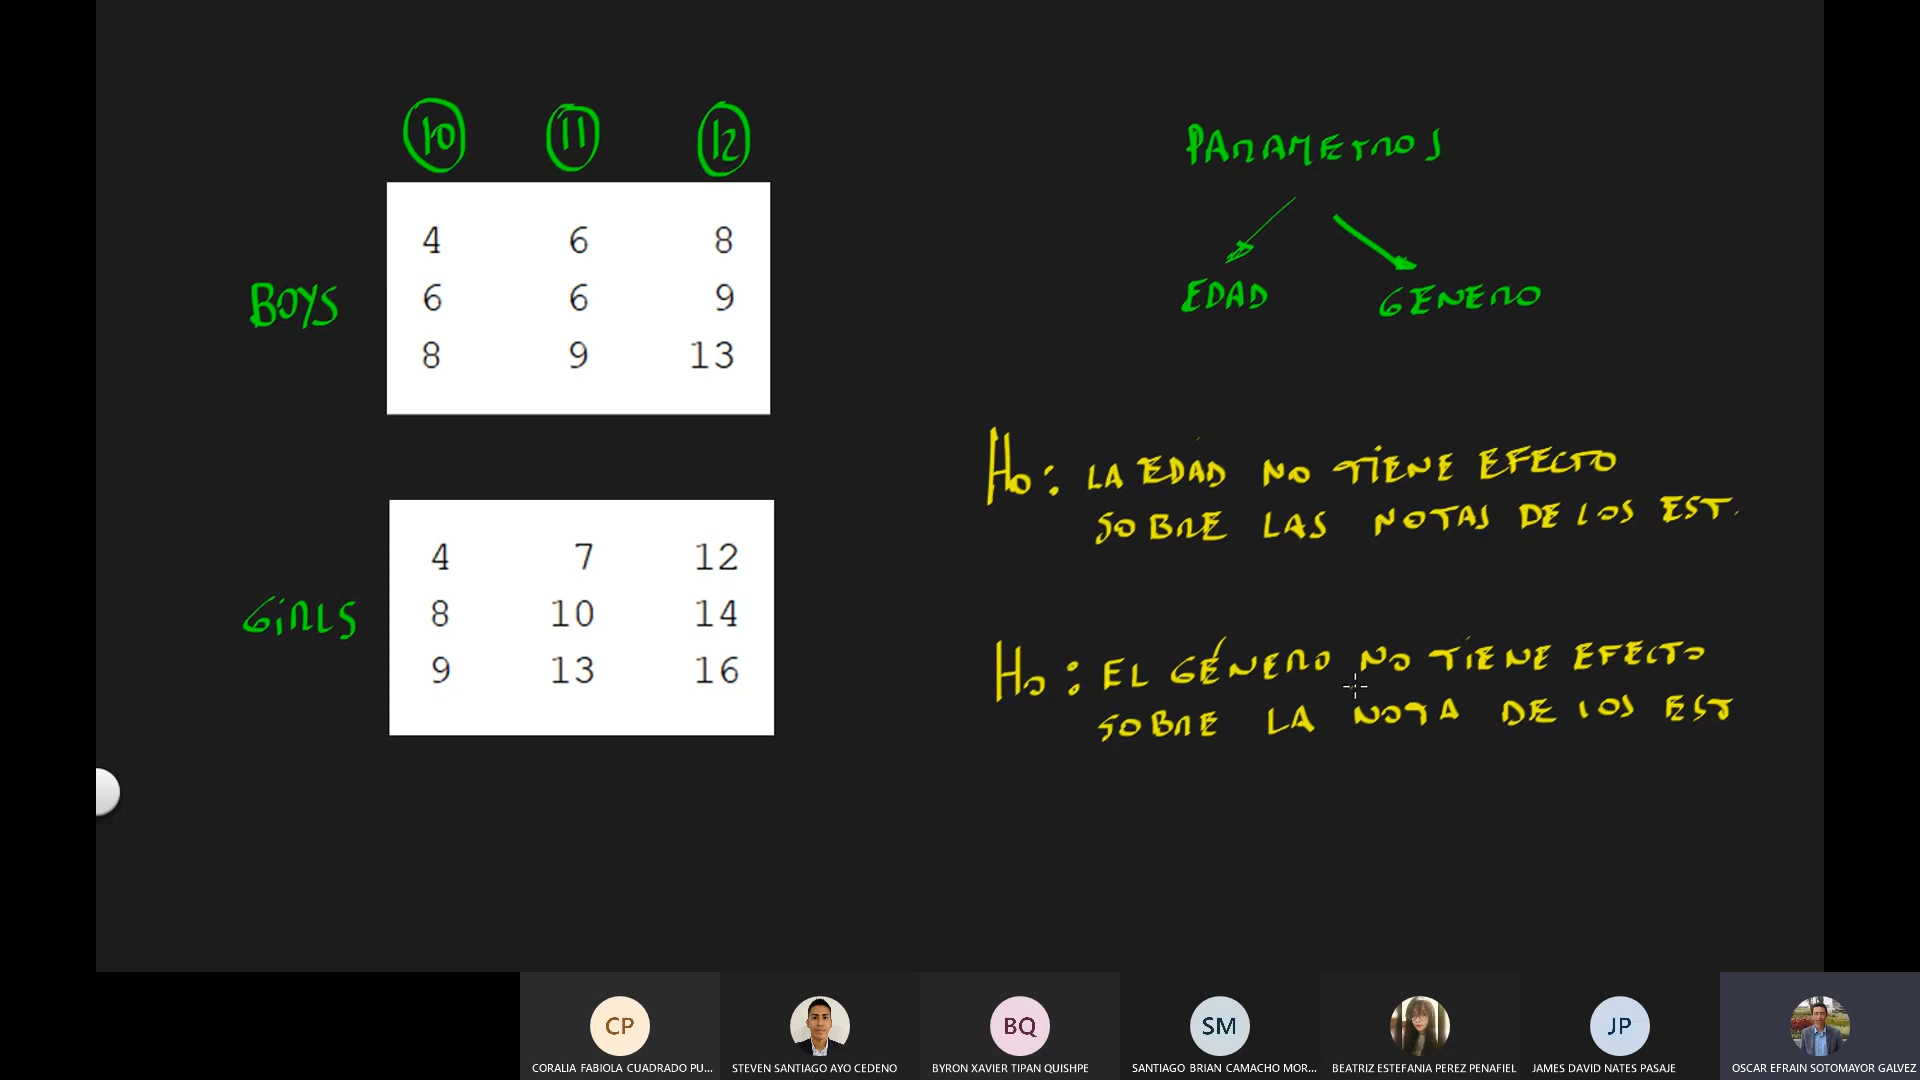 10 11 12
PARAMETROS
EDAD GENERO
BOYS
4 6 8
6 6 9
8 9 13
H0: LA EDAD NO TIENE EFECTO
SOBRE LAS NOTAS DE LOS EST.
GIRLS
4 7 12
8 10 14
9 13 16
H0: EL GÉNERO NO TIENE EFECTO
SOBRE LA NOTA DE LOS EST
CP BQ SM JP
CORALIA FABIOLA CUADRADO PU... STEVEN SANTIAGO AYO CEDENO BYRON XAVIER TIPAN QUISHPE SANTIAGO BRIAN CAMACHO MOR... BEATRIZ ESTEFANIA PEREZ PENAFIEL JAMES DAVID NATES PASAJE OSCAR EFRAIN SOTOMAYOR GALVEZ